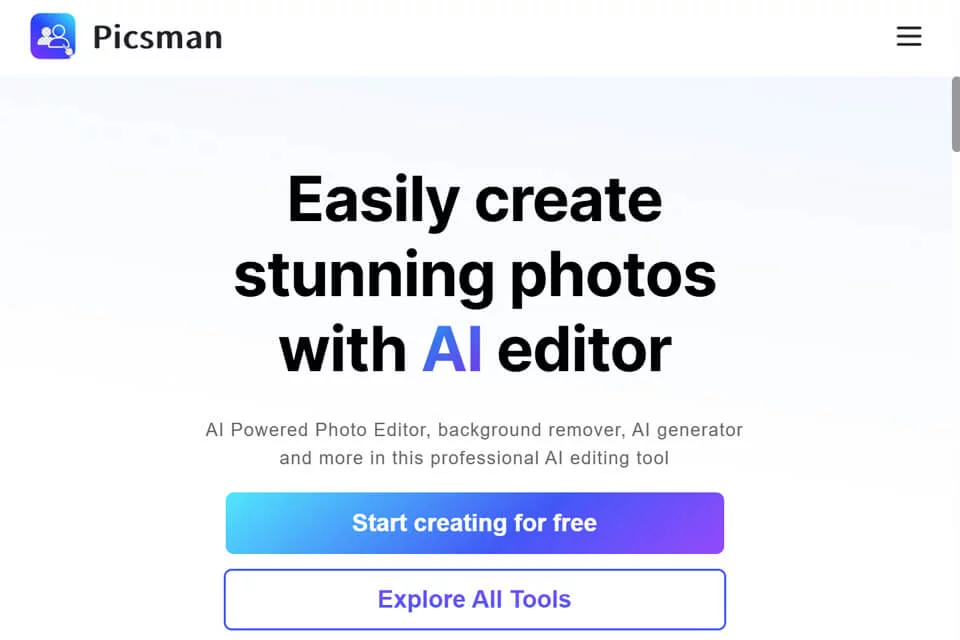 Picsman
Easily create
stunning photos
with AI editor
AI Powered Photo Editor, background remover, AI generator
and more in this professional AI editing tool
Start creating for free
Explore All Tools